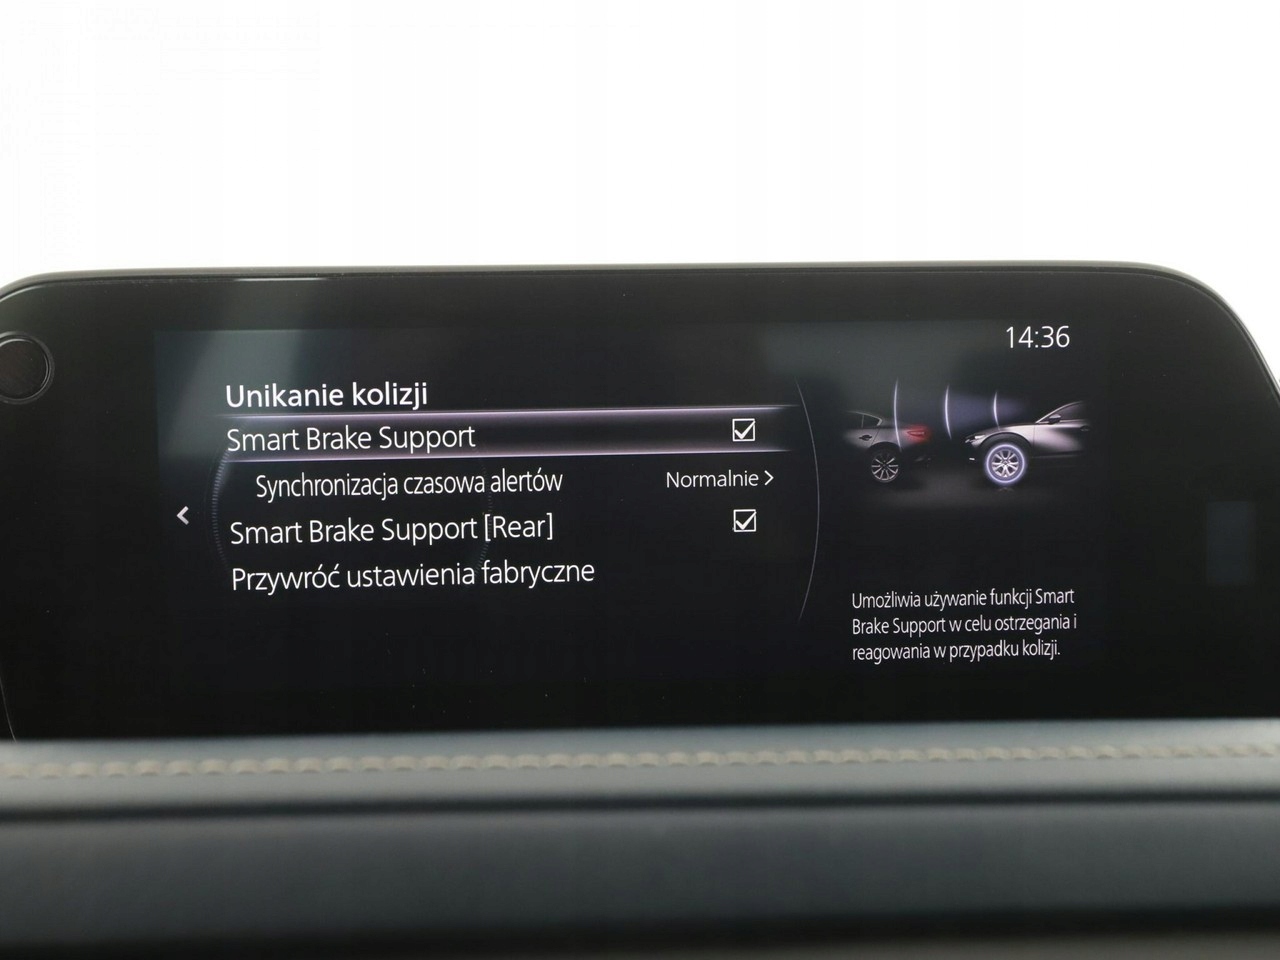 14:36
Unikanie kolizji
Smart Brake Support
Synchronizacja czasowa alertów Normalnie >
Smart Brake Support [Rear]
Przywróć ustawienia fabryczne
Umożliwia używanie funkcji Smart
Brake Support w celu ostrzegania i
reagowania w przypadku kolizji.